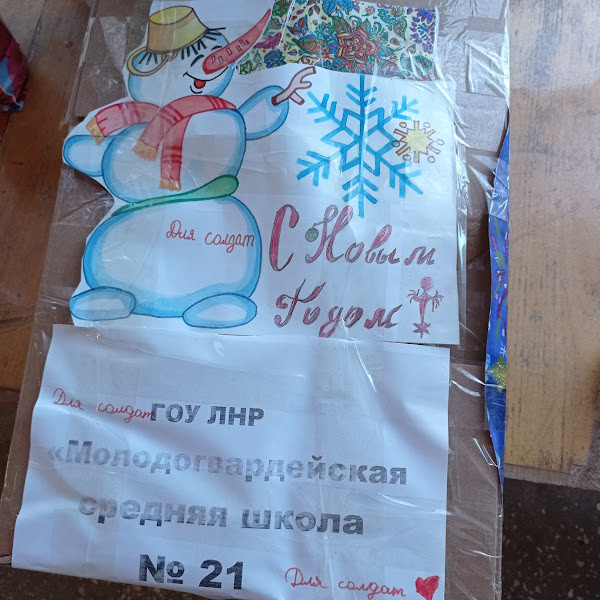 Для солдат
С Новым
Годом!
Для солдат
ГОУ ЛНР
«Молодогвардейская
средняя школа
№ 21
Для солдат